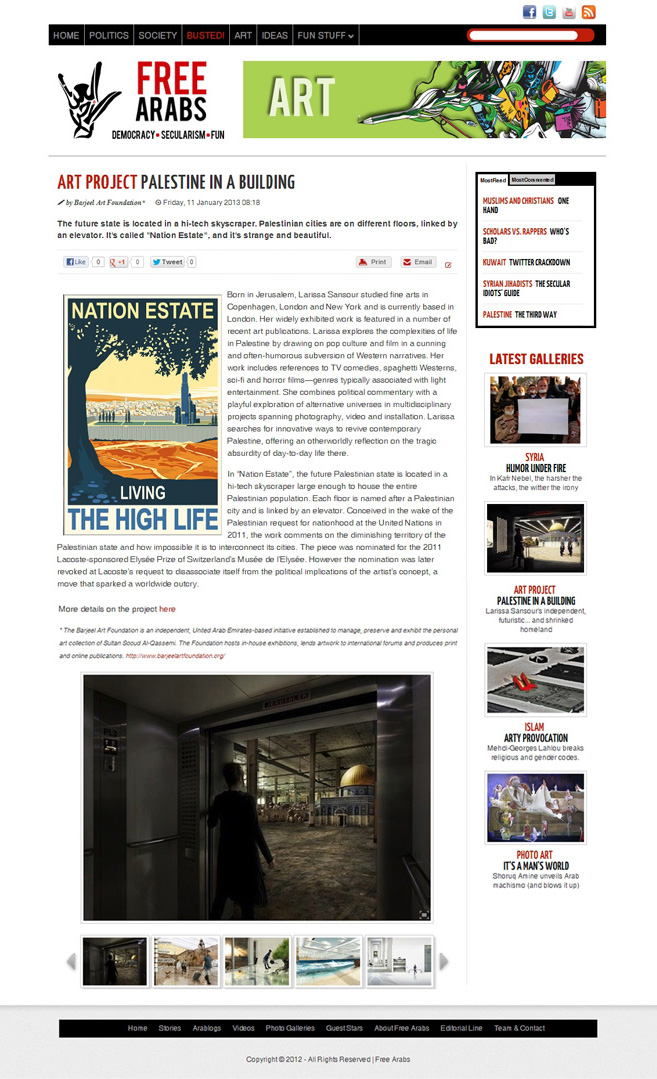 HOME POLITICS SOCIETY BUSTED! ART IDEAS FUN STUFF
FREE
ARABS
DEMOCRACY • SECULARISM • FUN
ART
ART PROJECT PALESTINE IN A BUILDING
by Barjeel Art Foundation* Friday, 11 January 2013 08:18
The future state is located in a hi-tech skyscraper. Palestinian cities are on different floors, linked by
an elevator. It's called "Nation Estate", and it's strange and beautiful.
Like 0 +1 0 Tweet 0 Print Email
NATION ESTATE
LIVING
THE HIGH LIFE
Born in Jerusalem, Larissa Sansour studied fine arts in
Copenhagen, London and New York and is currently based in
London. Her widely exhibited work is featured in a number of
recent art publications. Larissa explores the complexities of life
in Palestine by drawing on pop culture and film in a cunning
and often-humorous subversion of Western narratives. Her
work includes references to TV comedies, spaghetti Westerns,
sci-fi and horror films—genres typically associated with light
entertainment. She combines political commentary with a
playful exploration of alternative universes in multidisciplinary
projects spanning photography, video and installation. Larissa
searches for innovative ways to revive contemporary
Palestine, offering an otherworldly reflection on the tragic
absurdity of day-to-day life there.
In "Nation Estate", the future Palestinian state is located in a
hi-tech skyscraper large enough to house the entire
Palestinian population. Each floor is named after a Palestinian
city and is linked by an elevator. Conceived in the wake of the
Palestinian request for nationhood at the United Nations in
2011, the work comments on the diminishing territory of the
Palestinian state and how impossible it is to interconnect its cities. The piece was nominated for the 2011
Lacoste-sponsored Elysée Prize of Switzerland's Musée de l'Elysée. However the nomination was later
revoked at Lacoste's request to disassociate itself from the political implications of the artist's concept, a
move that sparked a worldwide outcry.
More details on the project here
* The Barjeel Art Foundation is an independent, United Arab Emirates-based initiative established to manage, preserve and exhibit the personal
art collection of Sultan Sooud Al-Qassemi. The Foundation hosts in-house exhibitions, lends artwork to international forums and produces print
and online publications. http://www.barjeelartfoundation.org/
JERUSALEM
MostRead MostCommented
MUSLIMS AND CHRISTIANS ONE
HAND
SCHOLARS VS. RAPPERS WHO'S
BAD?
KUWAIT TWITTER CRACKDOWN
SYRIAN JIHADISTS THE SECULAR
IDIOTS' GUIDE
PALESTINE THE THIRD WAY
LATEST GALLERIES
SYRIA
HUMOR UNDER FIRE
In Kafr Nebel, the harsher the
attacks, the wittier the irony
ART PROJECT
PALESTINE IN A BUILDING
Larissa Sansour's independent,
futuristic... and shrinked
homeland
ISLAM
ARTY PROVOCATION
Mehdi-Georges Lahlou breaks
religious and gender codes.
PHOTO ART
IT'S A MAN'S WORLD
Shoruq Amine unveils Arab
machismo (and blows it up)
Home Stories Arablogs Videos Photo Galleries Guest Stars About Free Arabs Editorial Line Team & Contact
Copyright © 2012 - All Rights Reserved | Free Arabs